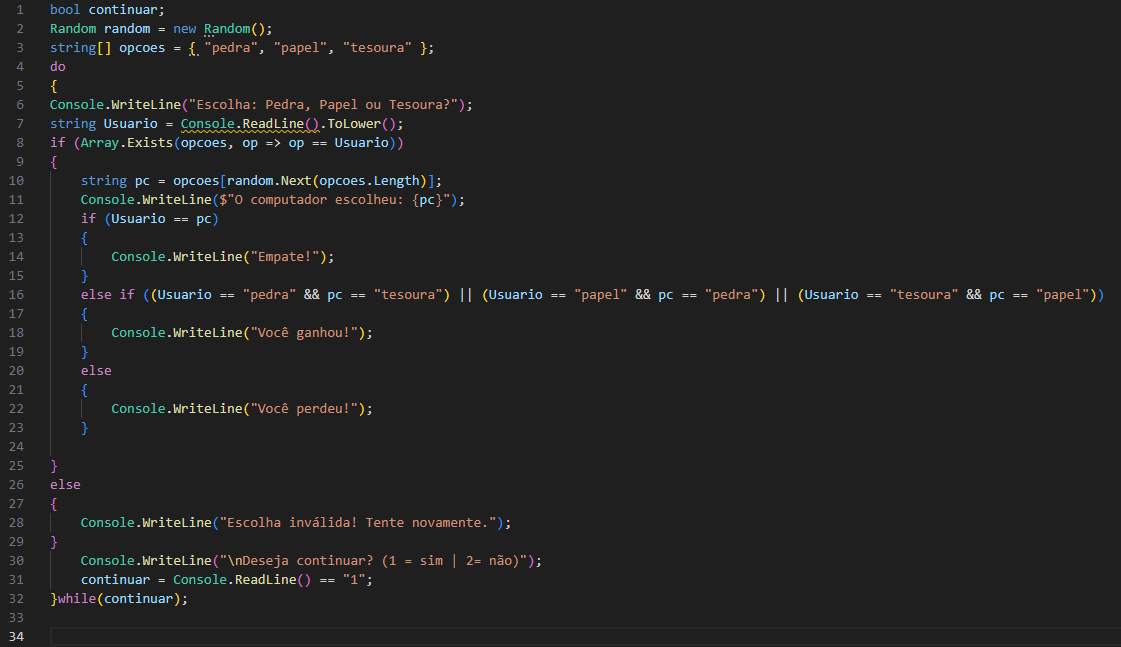 1 bool continuar;
2 Random random = new Random();
3 string[] opcoes = { "pedra", "papel", "tesoura" };
4 do
5 {
6 Console.WriteLine("Escolha: Pedra, Papel ou Tesoura?");
7 string Usuario = Console.ReadLine().ToLower();
8 if (Array.Exists(opcoes, op => op == Usuario))
9 {
10     string pc = opcoes[random.Next(opcoes.Length)];
11     Console.WriteLine($"O computador escolheu: {pc}");
12     if (Usuario == pc)
13     {
14         Console.WriteLine("Empate!");
15     }
16     else if ((Usuario == "pedra" && pc == "tesoura") || (Usuario == "papel" && pc == "pedra") || (Usuario == "tesoura" && pc == "papel"))
17     {
18         Console.WriteLine("Você ganhou!");
19     }
20     else
21     {
22         Console.WriteLine("Você perdeu!");
23     }
24
25 }
26 else
27 {
28     Console.WriteLine("Escolha inválida! Tente novamente.");
29 }
30     Console.WriteLine("\nDeseja continuar? (1 = sim | 2= não)");
31     continuar = Console.ReadLine() == "1";
32 }while(continuar);
33
34